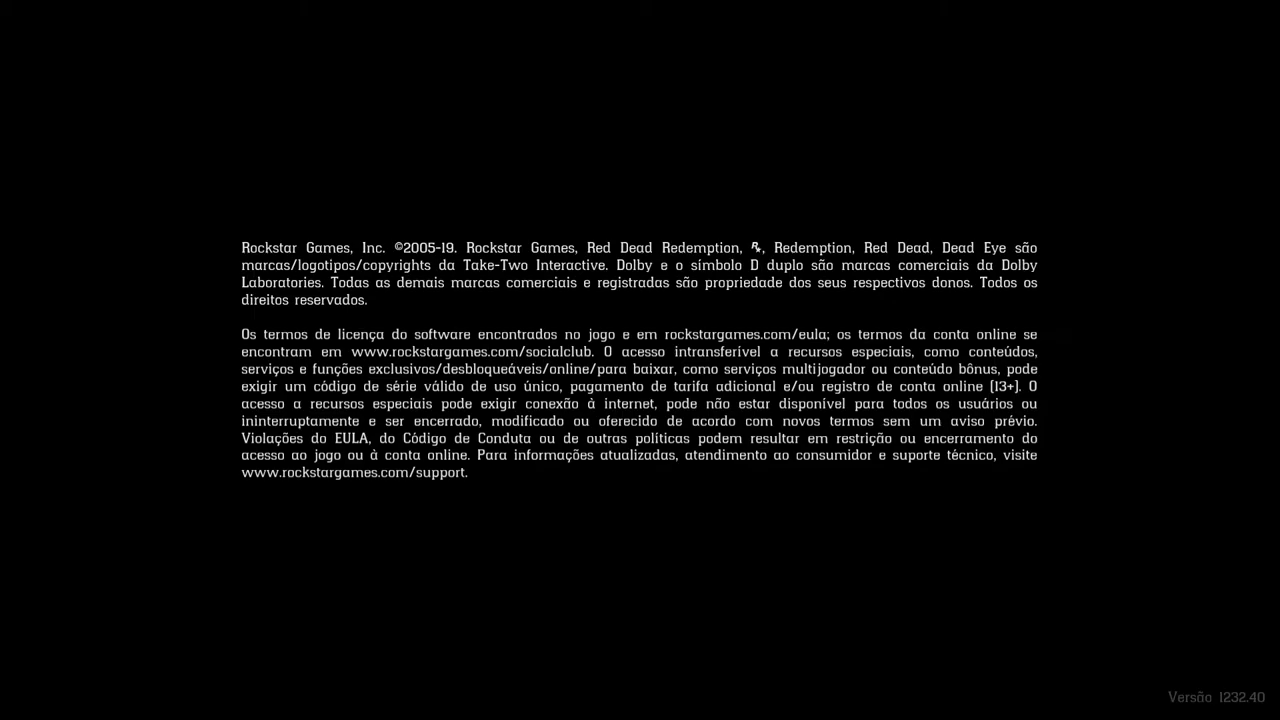 Rockstar Games, Inc. ©2005-19. Rockstar Games, Red Dead Redemption, R*, Redemption, Red Dead, Dead Eye são
marcas/logotipos/copyrights da Take-Two Interactive. Dolby e o símbolo D duplo são marcas comerciais da Dolby
Laboratories. Todas as demais marcas comerciais e registradas são propriedade dos seus respectivos donos. Todos os
direitos reservados.
Os termos de licença do software encontrados no jogo e em rockstargames.com/eula; os termos da conta online se
encontram em www.rockstargames.com/socialclub. O acesso intransferível a recursos especiais, como conteúdos,
serviços e funções exclusivos/desbloqueáveis/online/para baixar, como serviços multijogador ou conteúdo bônus, pode
exigir um código de série válido de uso único, pagamento de tarifa adicional e/ou registro de conta online (13+). O
acesso a recursos especiais pode exigir conexão à internet, pode não estar disponível para todos os usuários ou
ininterruptamente e ser encerrado, modificado ou oferecido de acordo com novos termos sem um aviso prévio.
Violações do EULA, do Código de Conduta ou de outras políticas podem resultar em restrição ou encerramento do
acesso ao jogo ou à conta online. Para informações atualizadas, atendimento ao consumidor e suporte técnico, visite
www.rockstargames.com/support.
Versão 1232.40